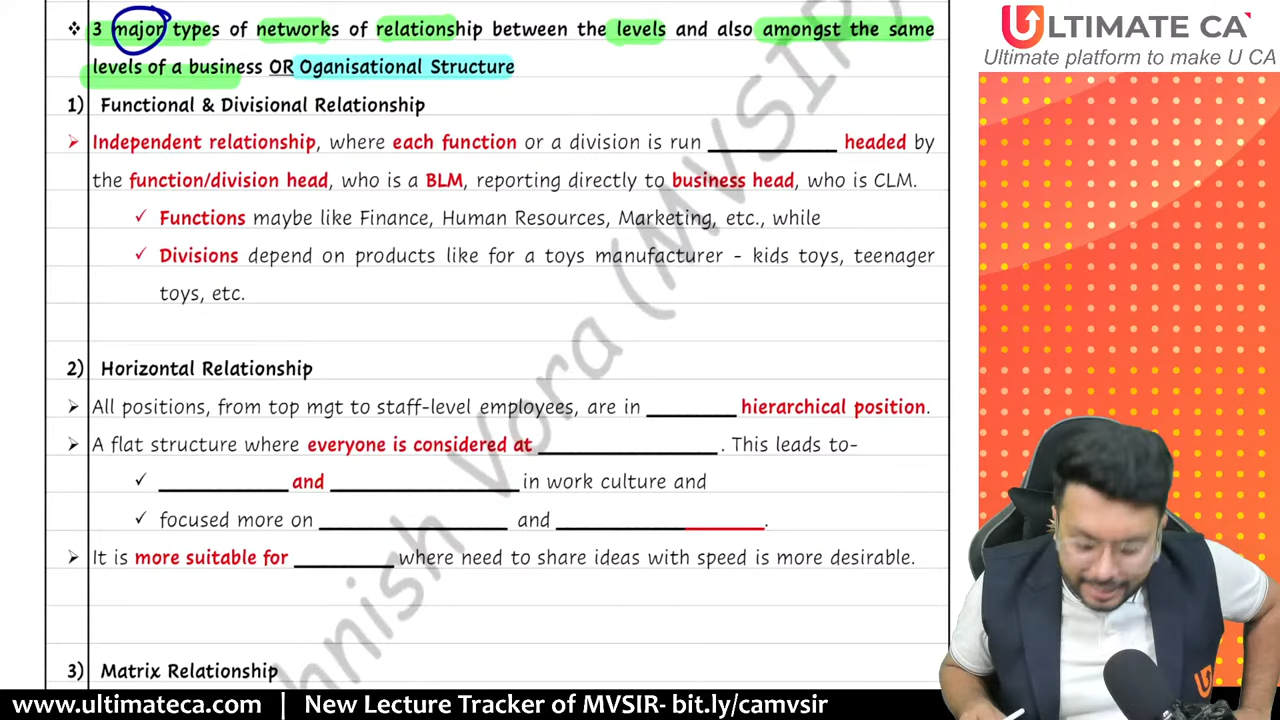 ❖ 3 major types of networks of relationship between the levels and also amongst the same
levels of a business OR Oganisational Structure
1) Functional & Divisional Relationship
➢ Independent relationship, where each function or a division is run ____________ headed by
the function/division head, who is a BLM, reporting directly to business head, who is CLM.
✓ Functions maybe like Finance, Human Resources, Marketing, etc., while
✓ Divisions depend on products like for a toys manufacturer - kids toys, teenager
toys, etc.
2) Horizontal Relationship
➢ All positions, from top mgt to staff-level employees, are in ________ hierarchical position.
➢ A flat structure where everyone is considered at ________________. This leads to-
✓ ____________ and ________________ in work culture and
✓ focused more on ________________ and __________________.
➢ It is more suitable for _________ where need to share ideas with speed is more desirable.
3) Matrix Relationship
hnish Vora (MVSIR)
ULTIMATE CA
Ultimate platform to make U CA
www.ultimateca.com | New Lecture Tracker of MVSIR- bit.ly/camvsir